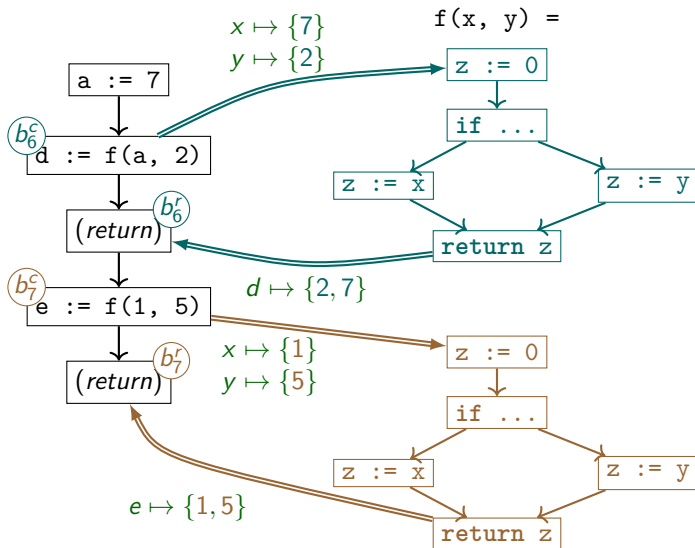 x ↦ {7}
y ↦ {2}
f(x, y) =
a := 7
z := 0
b₆ᶜ
d := f(a, 2)
if ...
z := x
z := y
b₆ʳ
(return)
return z
d ↦ {2, 7}
b₇ᶜ
e := f(1, 5)
x ↦ {1}
y ↦ {5}
z := 0
b₇ʳ
(return)
if ...
z := x
z := y
e ↦ {1, 5}
return z